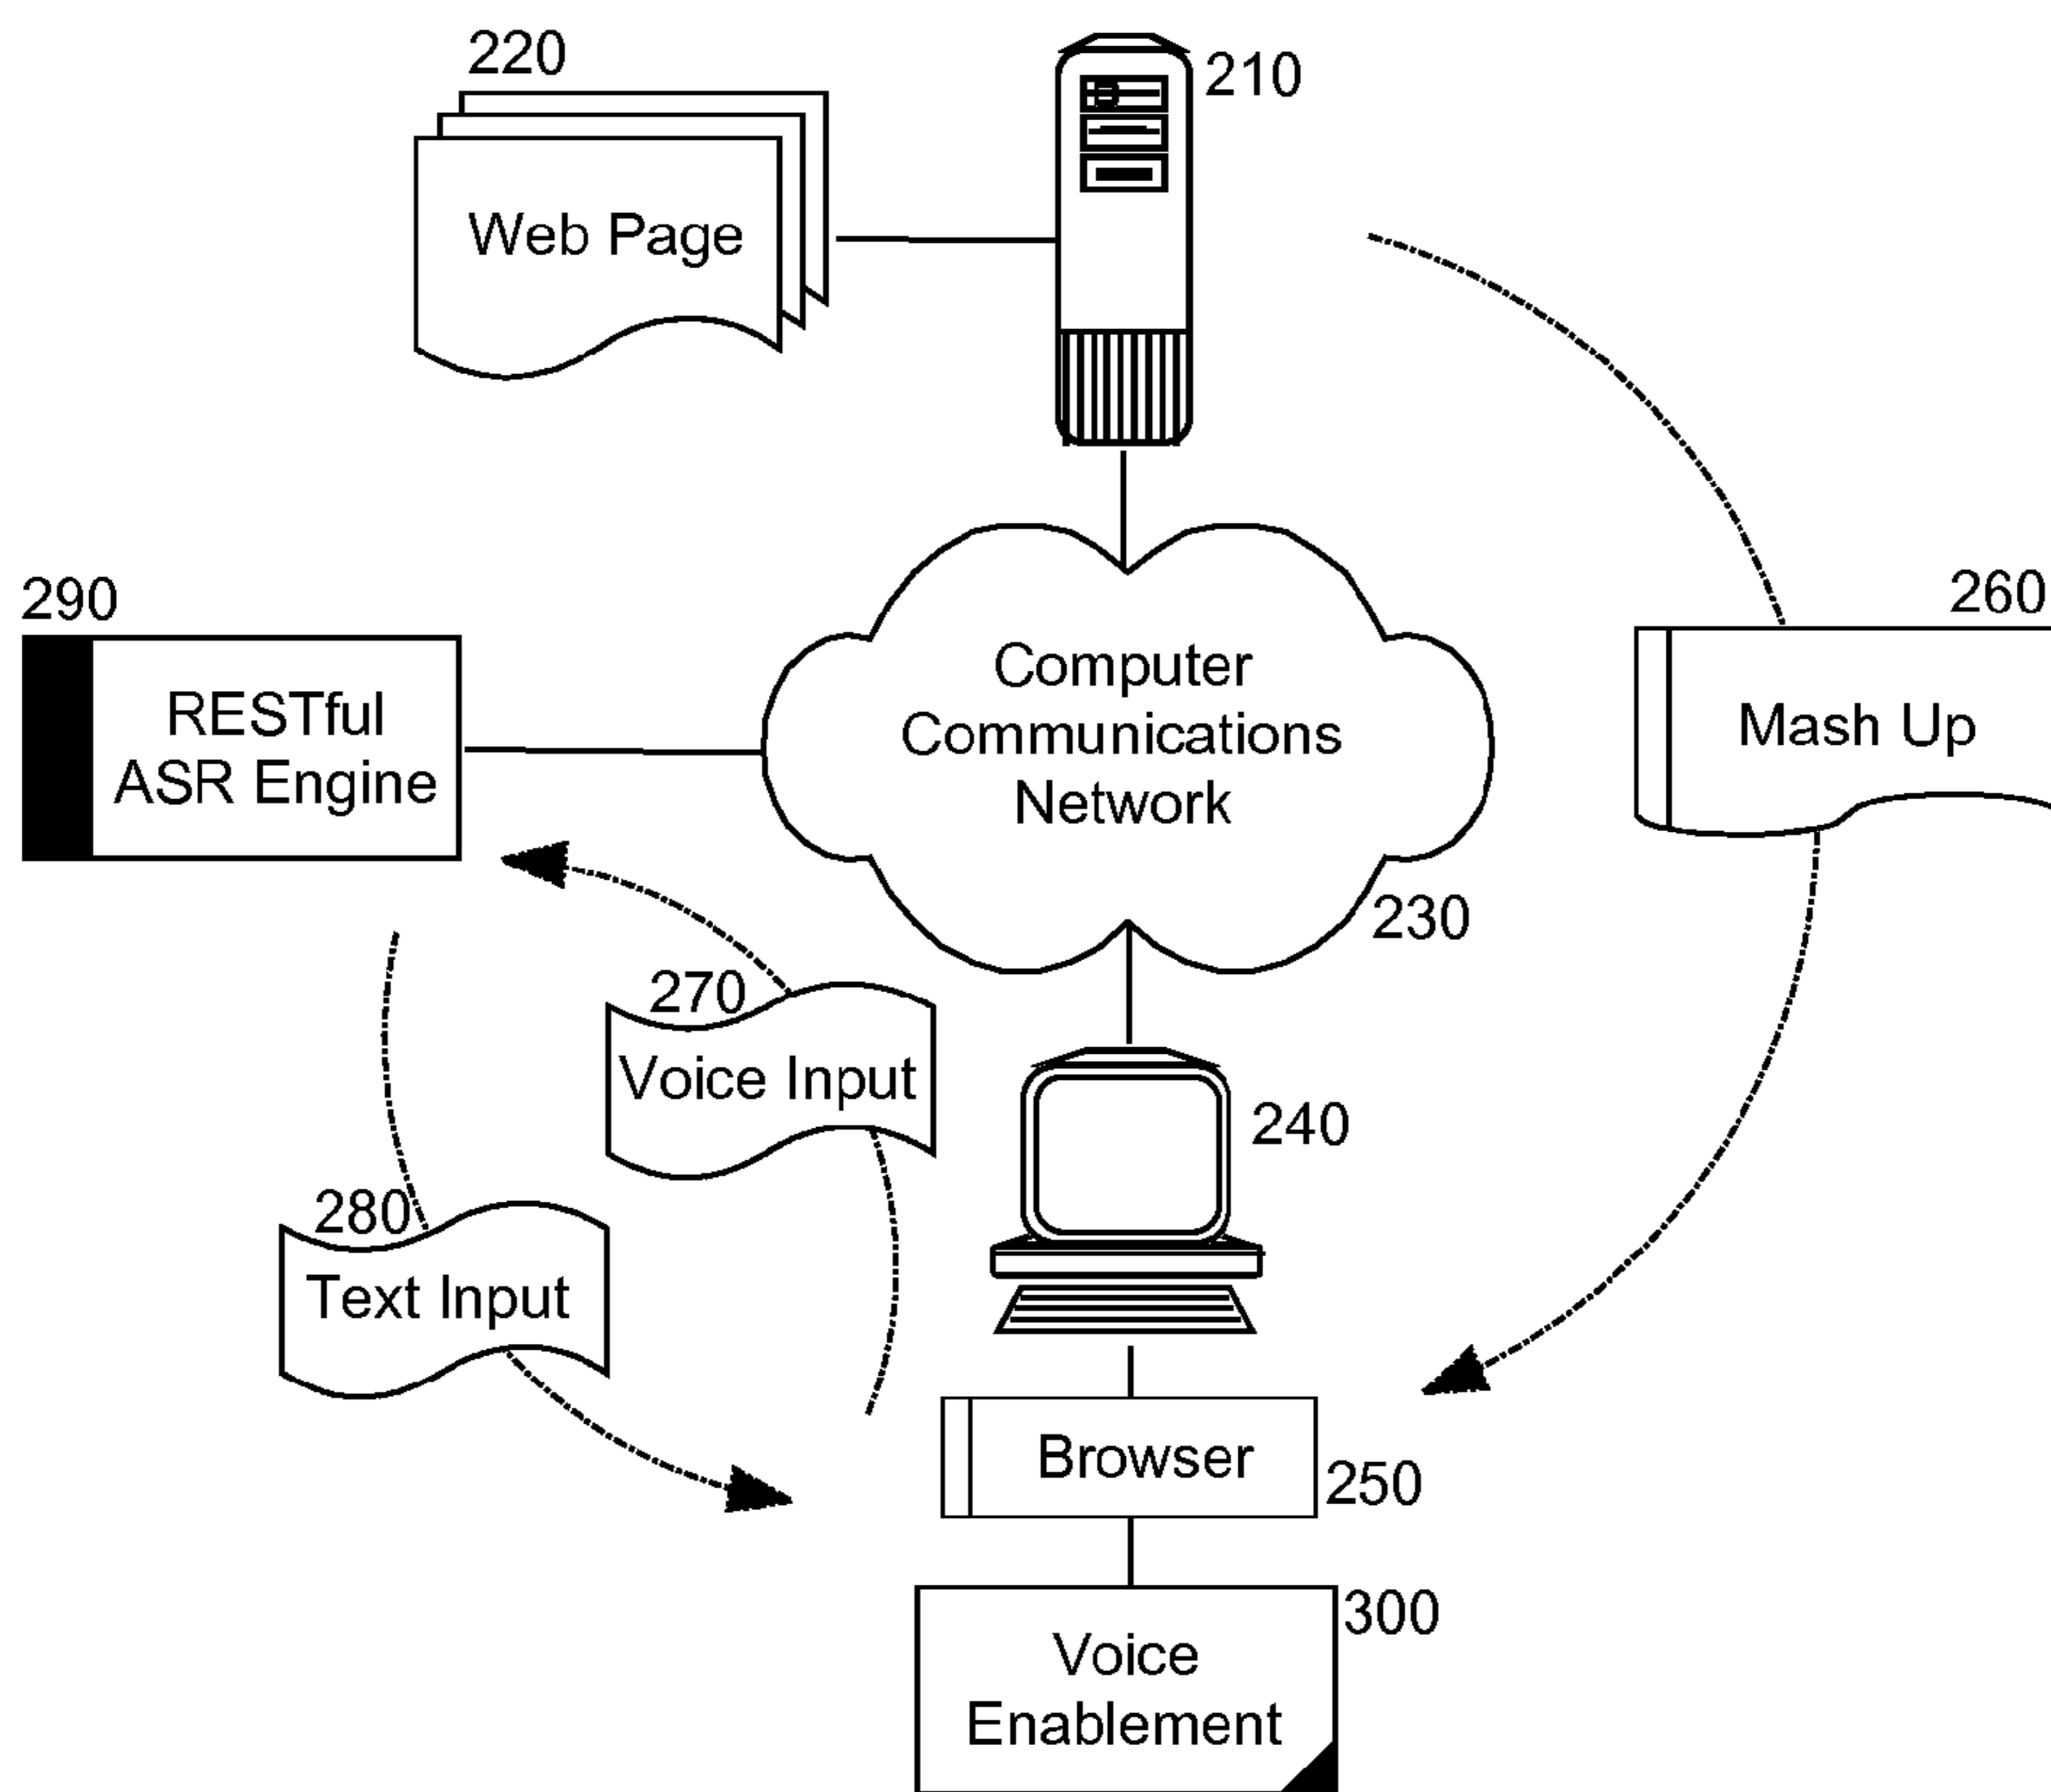 220
210
Web Page
290
260
RESTful
ASR Engine
Computer
Communications
Network
Mash Up
230
270
Voice Input
240
280
Text Input
Browser
250
300
Voice
Enablement